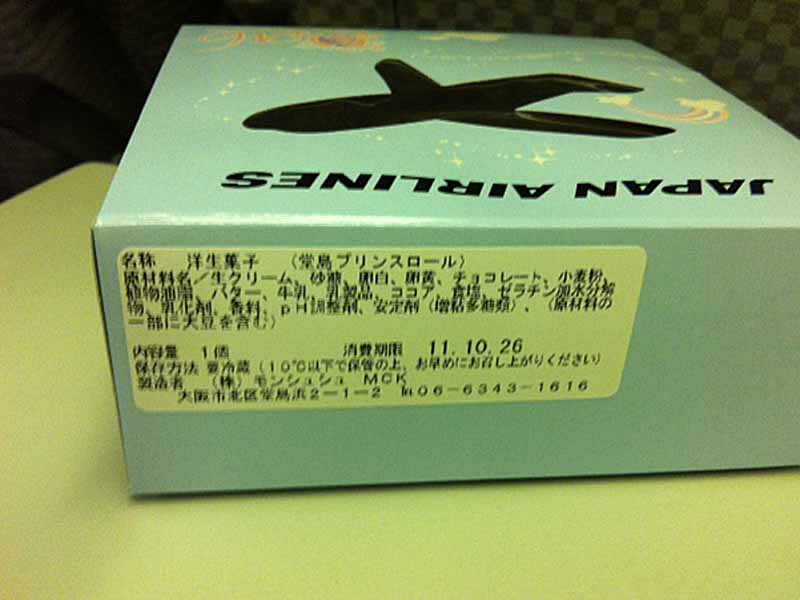 JAPAN AIRLINES
名称　洋生菓子　(堂島プリンスロール)
原材料名／生クリーム、砂糖、卵白、卵黄、チョコレート、小麦粉、
植物油脂、バター、牛乳、乳製品、ココア、食塩、ゼラチン加水分解
物、乳化剤、香料、pH調整剤、安定剤(増粘多糖類)、(原材料の
一部に大豆を含む)
内容量　1個　消費期限　11.10.26
保存方法 要冷蔵(10℃以下で保管の上、お早めにお召し上がりください)
製造者　(株)モンシュシュ　MCK
大阪市北区堂島浜2-1-2　℡06-6343-1616